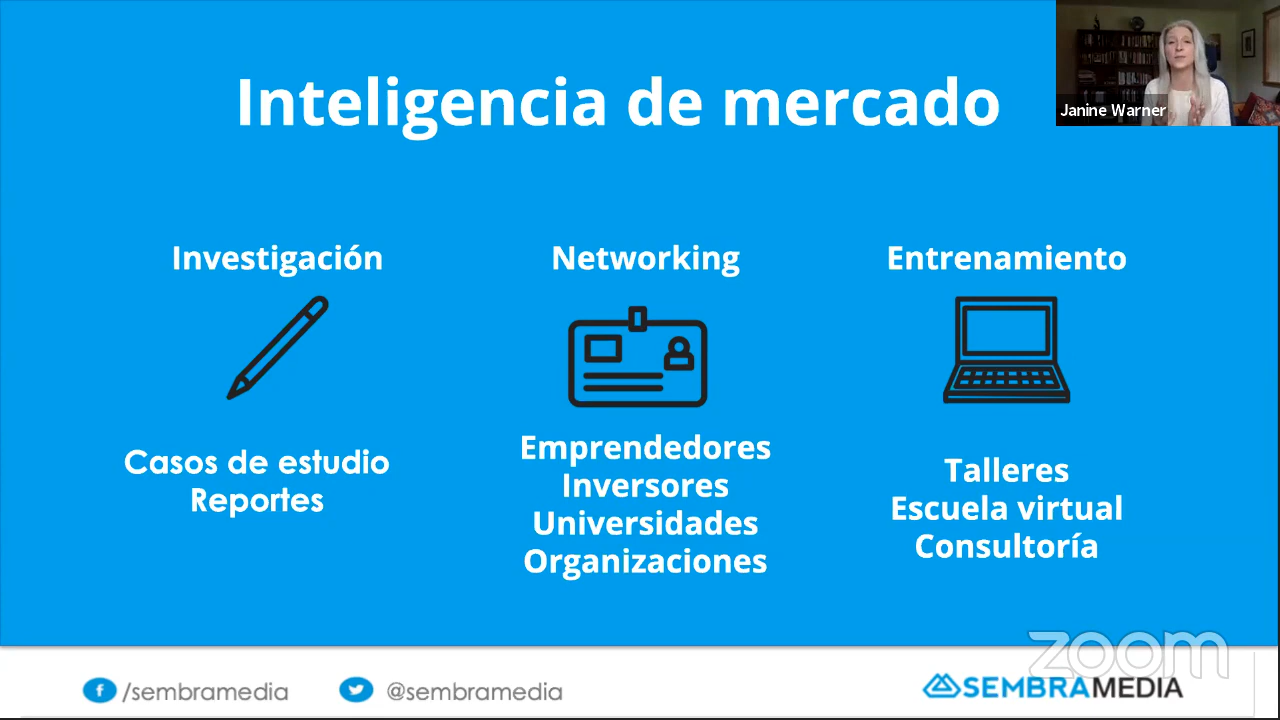 Inteligencia de mercado
Janine Warner
Investigación
Networking
Entrenamiento
Casos de estudio
Reportes
Emprendedores
Inversores
Universidades
Organizaciones
Talleres
Escuela virtual
Consultoría
zoom
f /sembramedia
@sembramedia
SEMBRAMEDIA